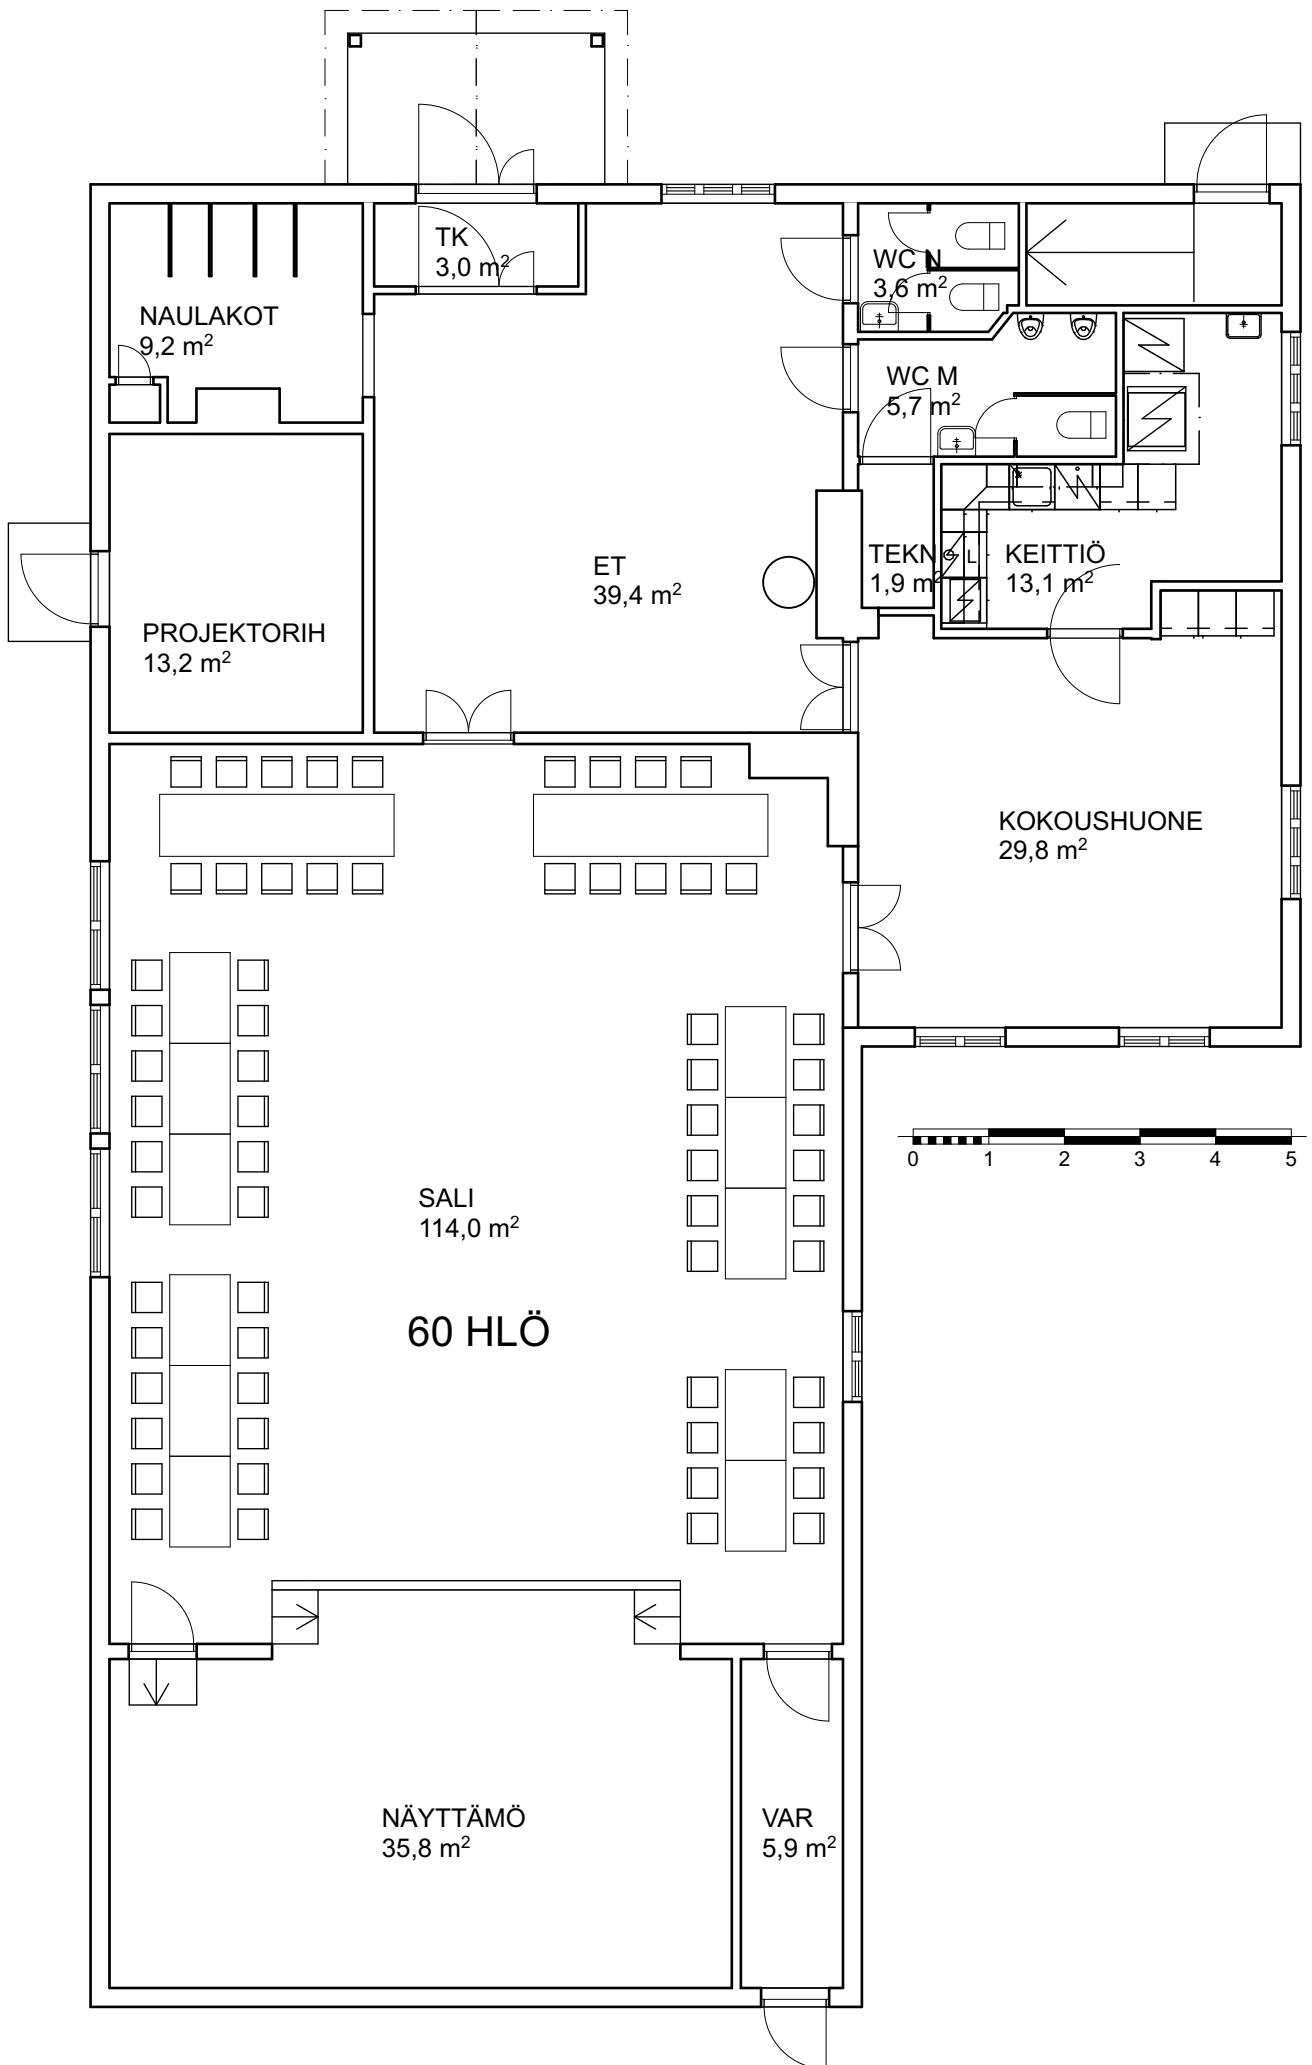 TK
3,0 m²
WC N
3,6 m²
NAULAKOT
9,2 m²
WC M
5,7 m²
ET
39,4 m²
TEKN
1,9 m²
L
KEITTIÖ
13,1 m²
PROJEKTORIH
13,2 m²
KOKOUSHUONE
29,8 m²
0 1 2 3 4 5
SALI
114,0 m²
60 HLÖ
NÄYTTÄMÖ
35,8 m²
VAR
5,9 m²